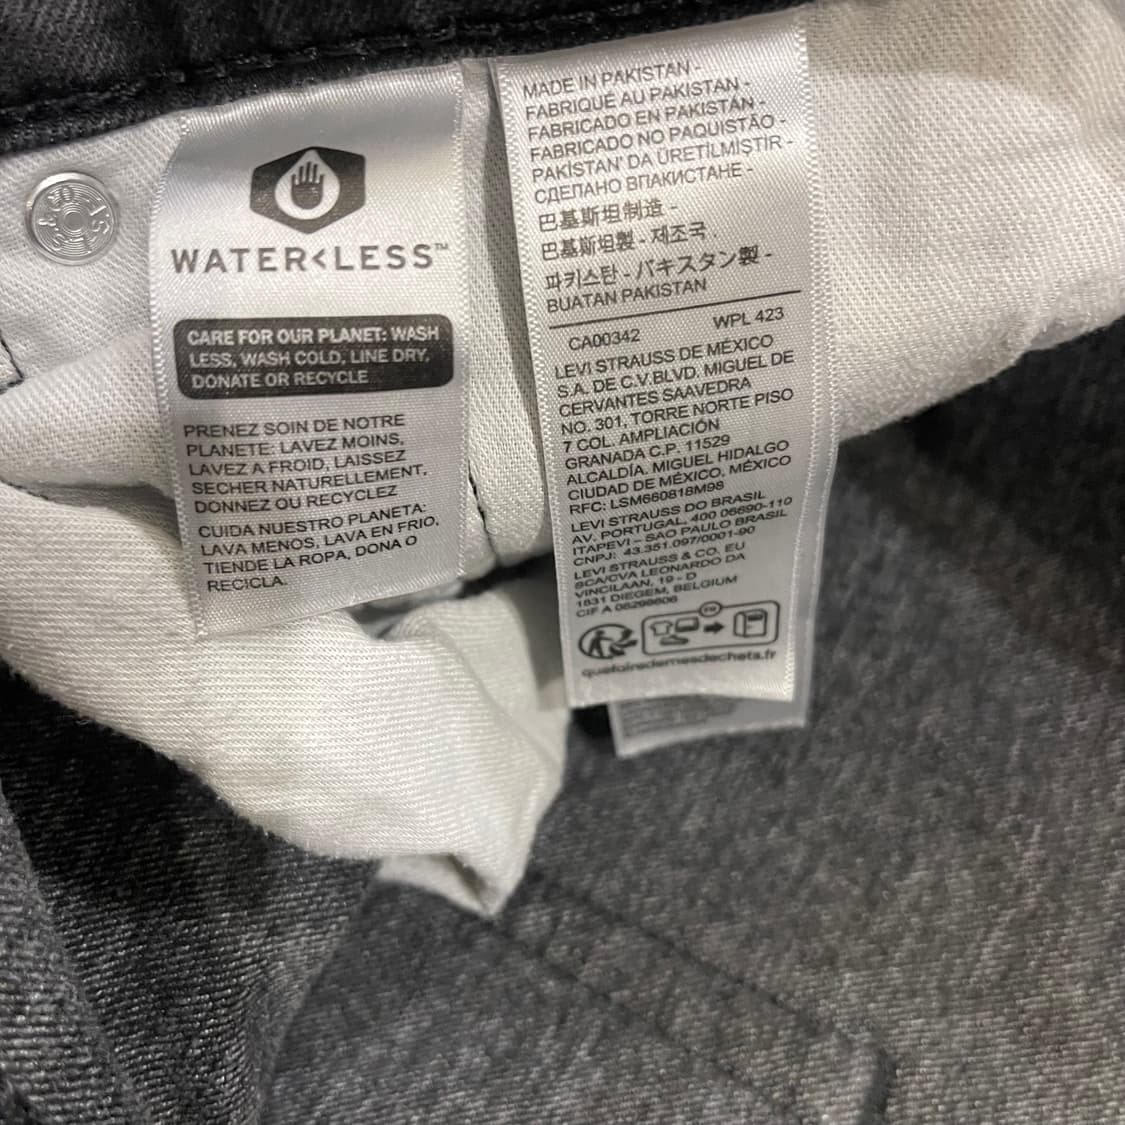 WATER<LESS™
CARE FOR OUR PLANET: WASH
LESS, WASH COLD, LINE DRY,
DONATE OR RECYCLE
PRENEZ SOIN DE NOTRE
PLANETE: LAVEZ MOINS,
LAVEZ A FROID, LAISSEZ
SECHER NATURELLEMENT,
DONNEZ OU RECYCLEZ
CUIDA NUESTRO PLANETA:
LAVA MENOS, LAVA EN FRIO,
TIENDE LA ROPA, DONA O
RECICLA.
MADE IN PAKISTAN -
FABRIQUÉ AU PAKISTAN -
FABRICADO EN PAKISTÁN -
FABRICADO NO PAQUISTÃO -
PAKİSTAN' DA ÜRETİLMİŞTİR -
СДЕЛАНО ВПАКИСТАНЕ -
巴基斯坦制造 -
巴基斯坦製 - 제조국
파키스탄 - パキスタン製 -
BUATAN PAKISTAN
CA00342 WPL 423
LEVI STRAUSS DE MÉXICO
S.A. DE C.V.BLVD. MIGUEL DE
CERVANTES SAAVEDRA
NO. 301, TORRE NORTE PISO
7 COL. AMPLIACIÓN
GRANADA C.P. 11529
ALCALDÍA. MIGUEL HIDALGO
CIUDAD DE MÉXICO, MÉXICO
RFC: LSM660818M98
LEVI STRAUSS DO BRASIL
AV. PORTUGAL, 400 06690-110
ITAPEVI – SAO PAULO BRASIL
CNPJ: 43.351.097/0001-90
LEVI STRAUSS & CO. EU
SCA/CVA LEONARDO DA
VINCILAAN, 19 - D
1831 DIEGEM, BELGIUM
CIF A 08298606
FR
quefairedemesdechets.fr